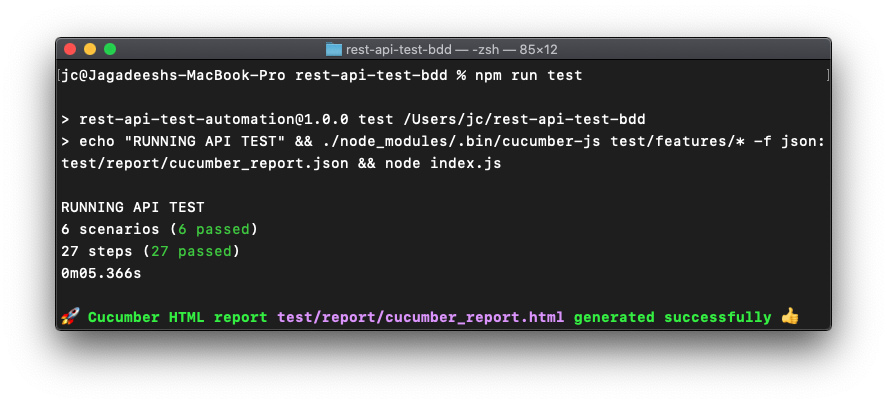 rest-api-test-bdd — -zsh — 85×12
[jc@Jagadeeshs-MacBook-Pro rest-api-test-bdd % npm run test ]
> rest-api-test-automation@1.0.0 test /Users/jc/rest-api-test-bdd
> echo "RUNNING API TEST" && ./node_modules/.bin/cucumber-js test/features/* -f json:
test/report/cucumber_report.json && node index.js
RUNNING API TEST
6 scenarios (6 passed)
27 steps (27 passed)
0m05.366s
🚀 Cucumber HTML report test/report/cucumber_report.html generated successfully 👍